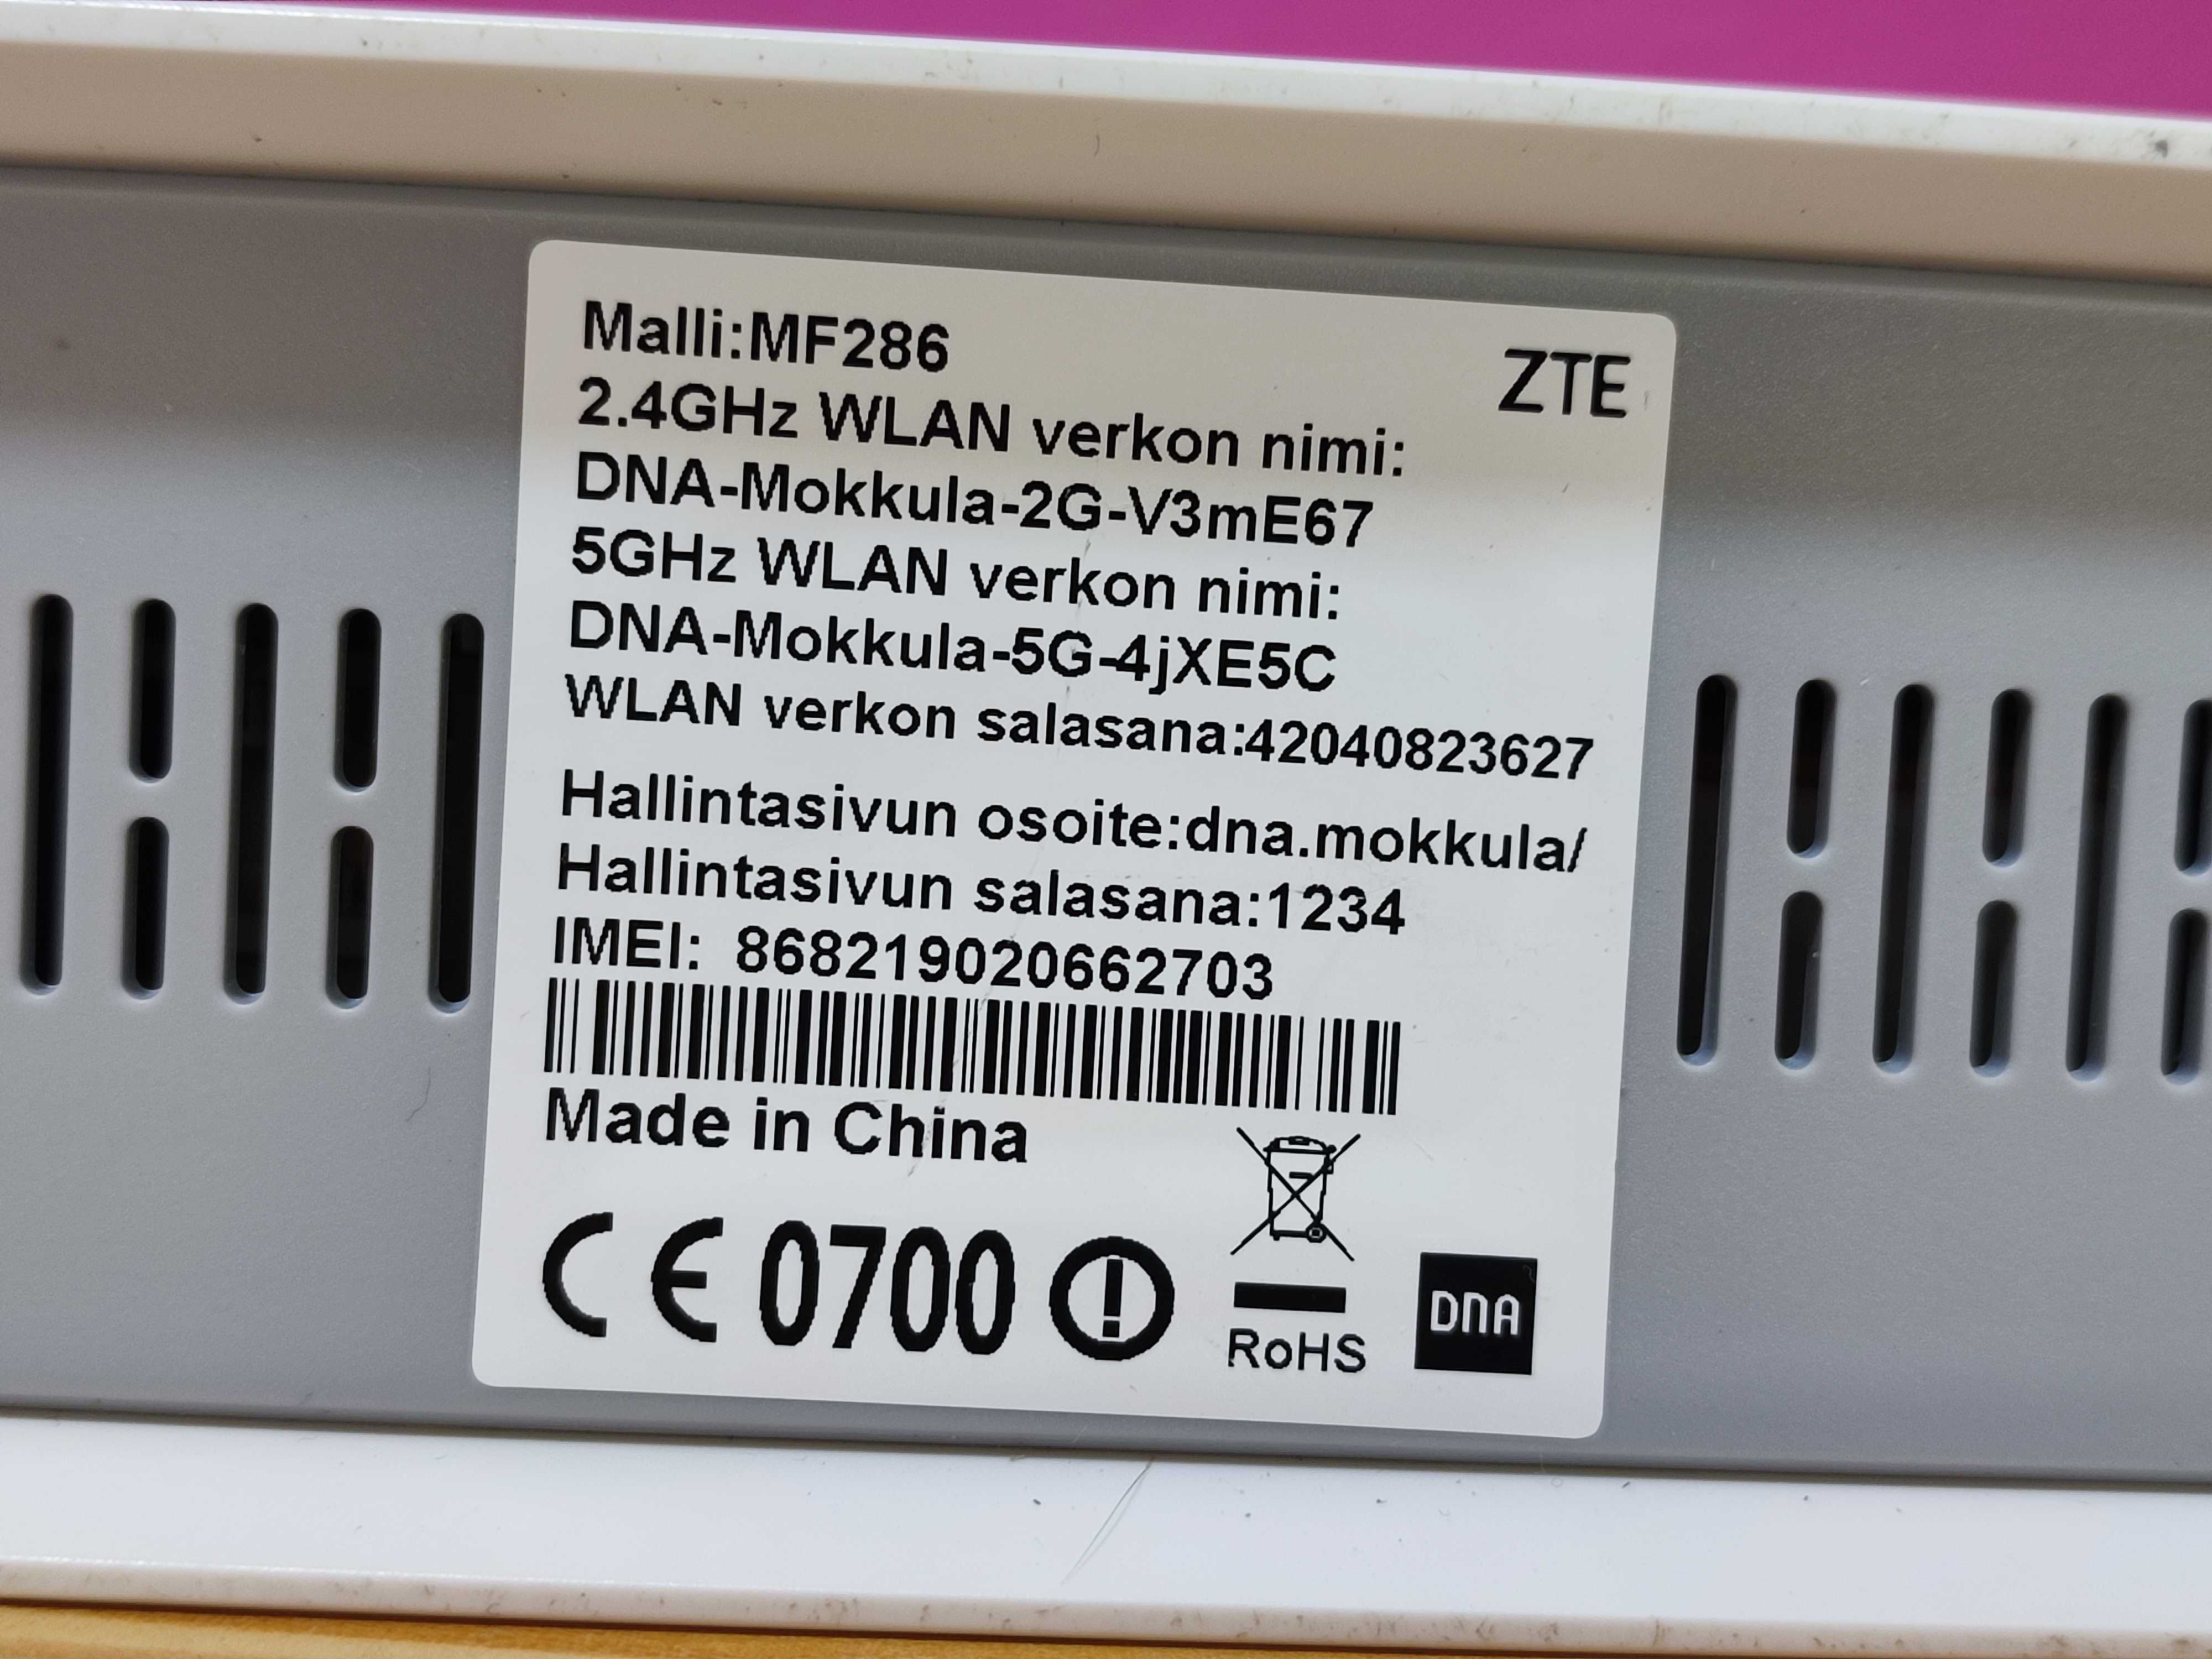 Malli:MF286
ZTE
2.4GHz WLAN verkon nimi:
DNA-Mokkula-2G-V3mE67
5GHz WLAN verkon nimi:
DNA-Mokkula-5G-4jXE5C
WLAN verkon salasana:42040823627
Hallintasivun osoite:dna.mokkula/
Hallintasivun salasana:1234
IMEI: 868219020662703
Made in China
CE 0700
RoHS
DNA